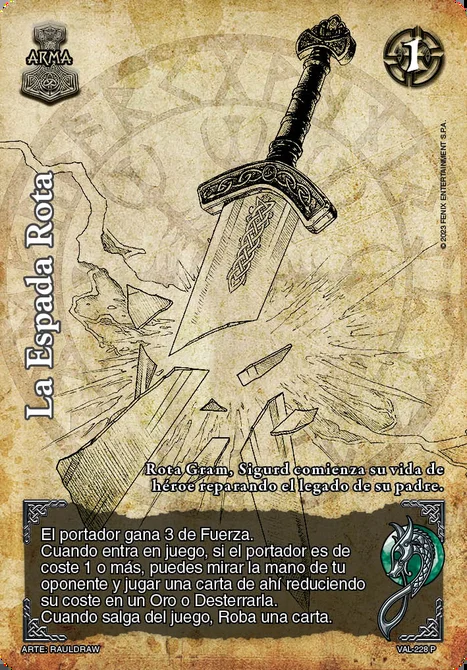 ARMA
1
© 2023 FENIX ENTERTAINMENT S.P.A.
La Espada Rota
Rota Gram, Sigurd comienza su vida de
héroe reparando el legado de su padre.
El portador gana 3 de Fuerza.
Cuando entra en juego, si el portador es de
coste 1 o más, puedes mirar la mano de tu
oponente y jugar una carta de ahí reduciendo
su coste en un Oro o Desterrarla.
Cuando salga del juego, Roba una carta.
ARTE: RAULDRAW
VAL-228 P